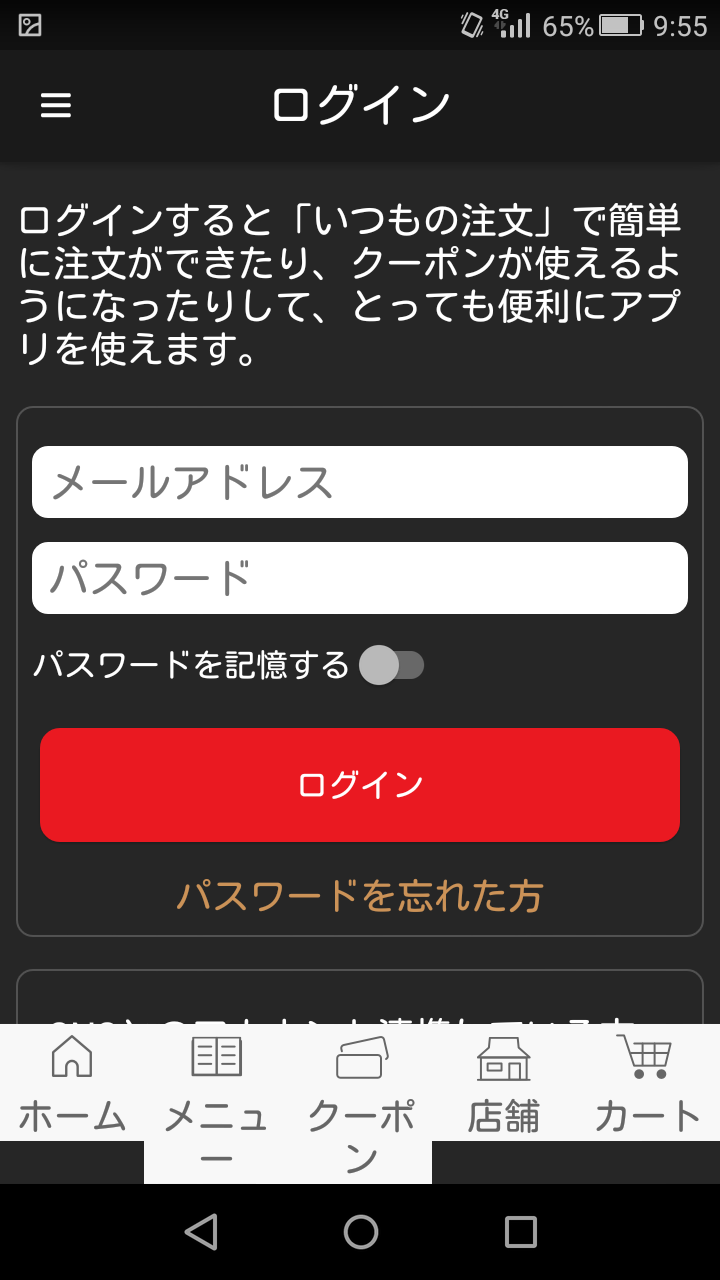 4G 65% 9:55
ログイン
ログインすると「いつもの注文」で簡単
に注文ができたり、クーポンが使えるよ
うになったりして、とっても便利にアプ
リを使えます。
メールアドレス
パスワード
パスワードを記憶する
ログイン
パスワードを忘れた方
ホーム メニュ クーポ 店舗 カート
ー ン